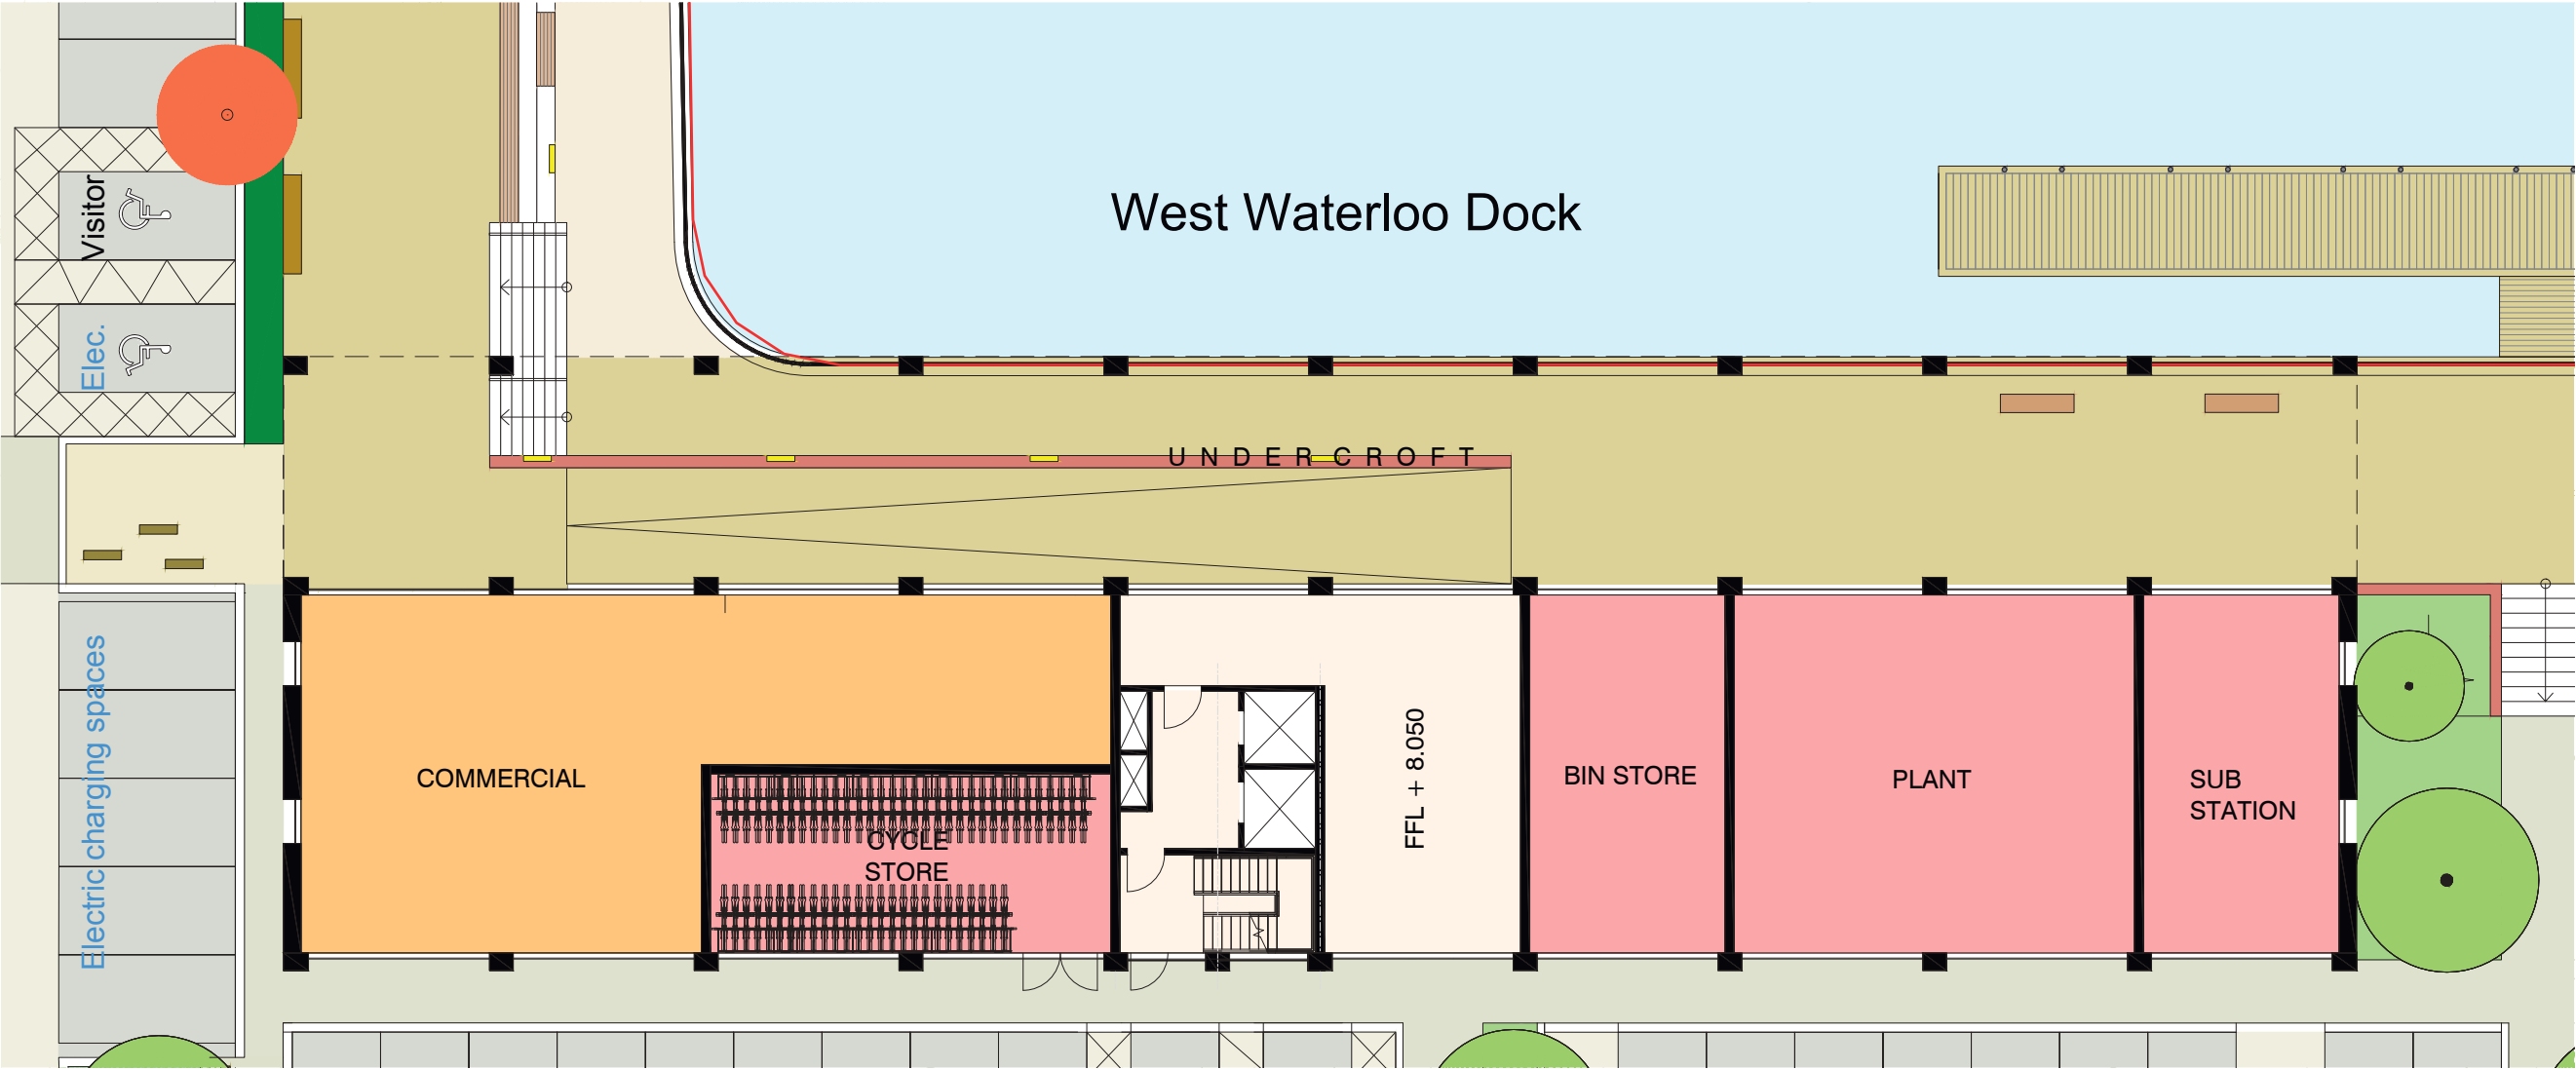 West Waterloo Dock
Visitor
Elec.
UNDERCROFT
Electric charging spaces
COMMERCIAL
CYCLE
STORE
FFL + 8.050
BIN STORE
PLANT
SUB
STATION